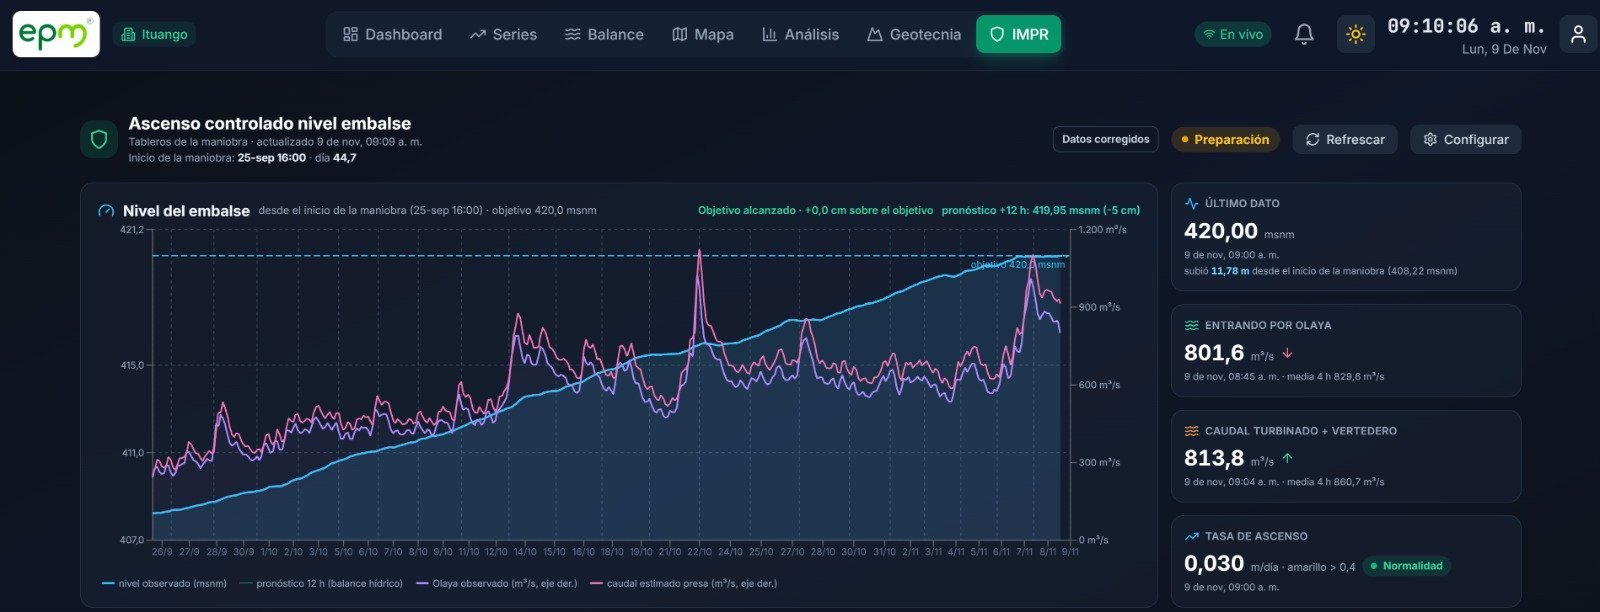 epm®
Ituango
Dashboard
Series
Balance
Mapa
Análisis
Geotecnia
IMPR
En vivo
09:10:06 a. m.
Lun, 9 De Nov
Ascenso controlado nivel embalse
Tableros de la maniobra · actualizado 9 de nov, 09:09 a. m.
Inicio de la maniobra: 25-sep 16:00 · día 44,7
Datos corregidos
Preparación
Refrescar
Configurar
Nivel del embalse desde el inicio de la maniobra (25-sep 16:00) · objetivo 420,0 msnm
Objetivo alcanzado · +0,0 cm sobre el objetivo pronóstico +12 h: 419,95 msnm (-5 cm)
421,2
415,0
411,0
407,0
1.200 m³/s
900 m³/s
600 m³/s
300 m³/s
0 m³/s
objetivo 420,0 msnm
26/9 27/9 28/9 30/9 1/10 2/10 3/10 5/10 6/10 7/10 8/10 10/10 11/10 12/10 14/10 15/10 16/10 18/10 19/10 21/10 22/10 24/10 25/10 27/10 28/10 30/10 31/10 2/11 3/11 4/11 5/11 6/11 7/11 8/11 9/11
nivel observado (msnm)
pronóstico 12 h (balance hídrico)
Olaya observado (m³/s, eje der.)
caudal estimado presa (m³/s, eje der.)
ÚLTIMO DATO
420,00 msnm
9 de nov, 09:00 a. m.
subió 11,78 m desde el inicio de la maniobra (408,22 msnm)
ENTRANDO POR OLAYA
801,6 m³/s ↓
9 de nov, 08:45 a. m. · media 4 h 829,6 m³/s
CAUDAL TURBINADO + VERTEDERO
813,8 m³/s ↑
9 de nov, 09:04 a. m. · media 4 h 860,7 m³/s
TASA DE ASCENSO
0,030 m/día · amarillo > 0,4
Normalidad
9 de nov, 09:00 a. m.